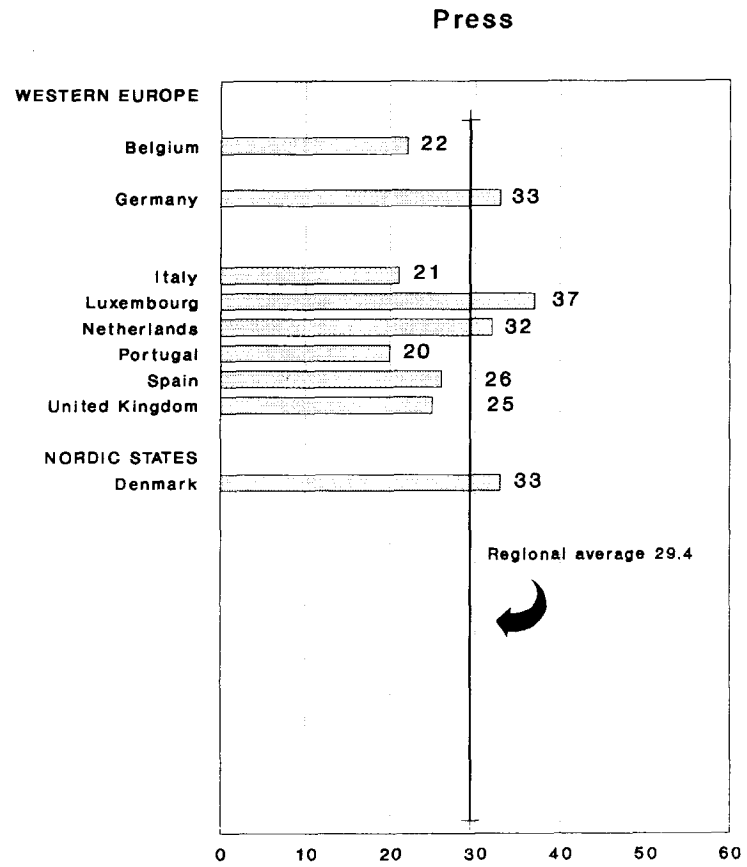 Press
WESTERN EUROPE
Belgium 22
Germany 33
Italy 21
Luxembourg 37
Netherlands 32
Portugal 20
Spain 26
United Kingdom 25
NORDIC STATES
Denmark 33
Regional average 29.4
0 10 20 30 40 50 60